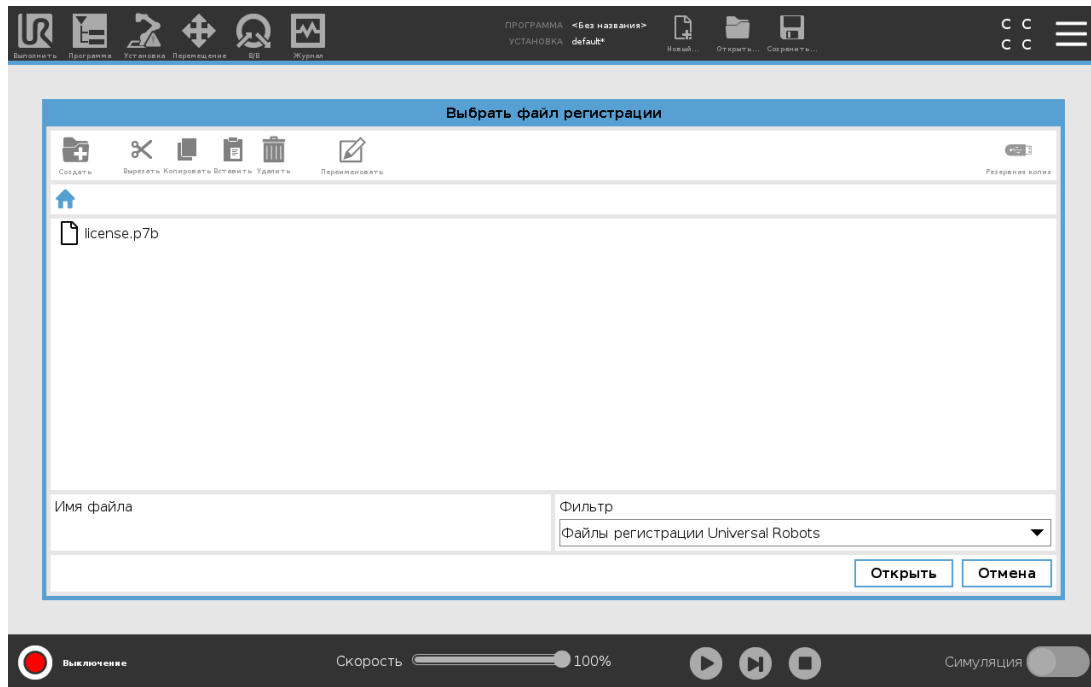 ПРОГРАММА <Без названия>
УСТАНОВКА default*
C C
C C
Выполнить Программа Установка Перемещение В/В Журнал
Новый... Открыть... Сохранить...
Выбрать файл регистрации
Создать Вырезать Копировать Вставить Удалить Переименовать Резервная копия
license.p7b
Имя файла Фильтр
Файлы регистрации Universal Robots
Открыть Отмена
Выключение Скорость 100% Симуляция